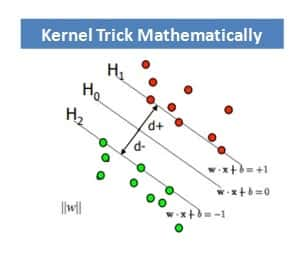 Kernel Trick Mathematically
H1
H0
H2
d+
d-
w · x + b = +1
w · x + b = 0
w · x + b = -1
||w||